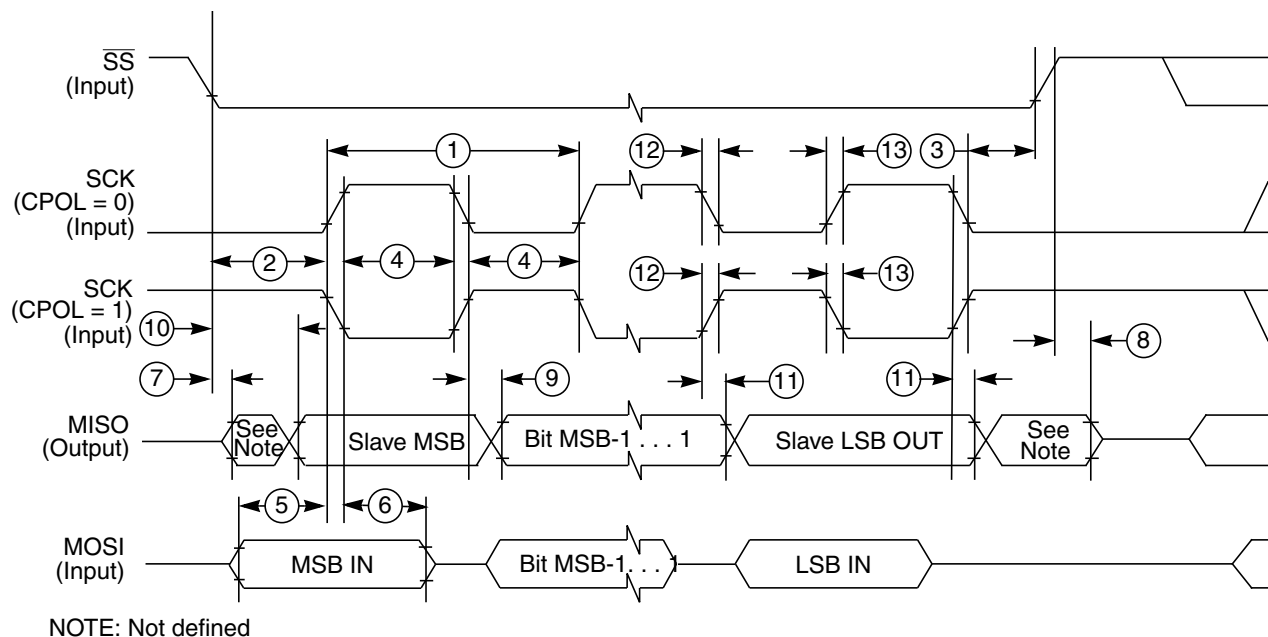 SS
(Input)
1
12
13
3
SCK
(CPOL = 0)
(Input)
2
4
4
12
13
SCK
(CPOL = 1)
(Input)
10
8
7
9
11
11
MISO
(Output)
See
Note
Slave MSB
Bit MSB-1 . . . 1
Slave LSB OUT
See
Note
5
6
MOSI
(Input)
MSB IN
Bit MSB-1. . . 1
LSB IN
NOTE: Not defined